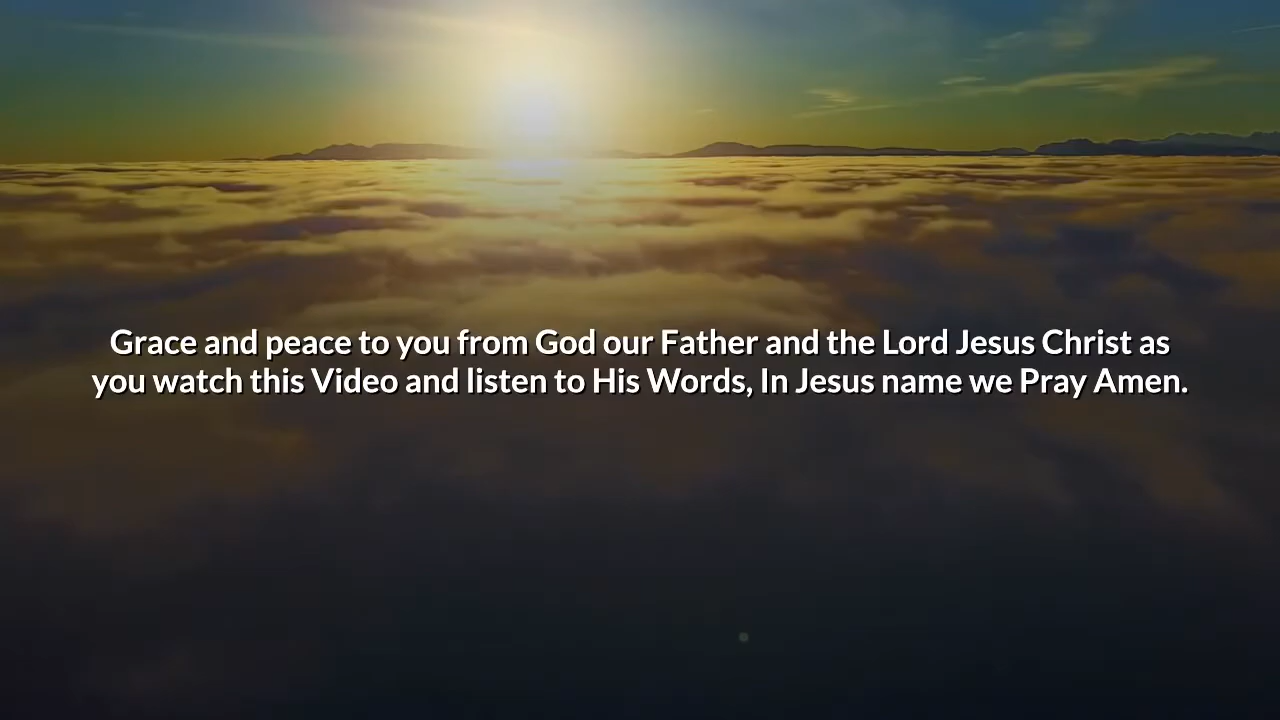 Grace and peace to you from God our Father and the Lord Jesus Christ as
you watch this Video and listen to His Words, In Jesus name we Pray Amen.